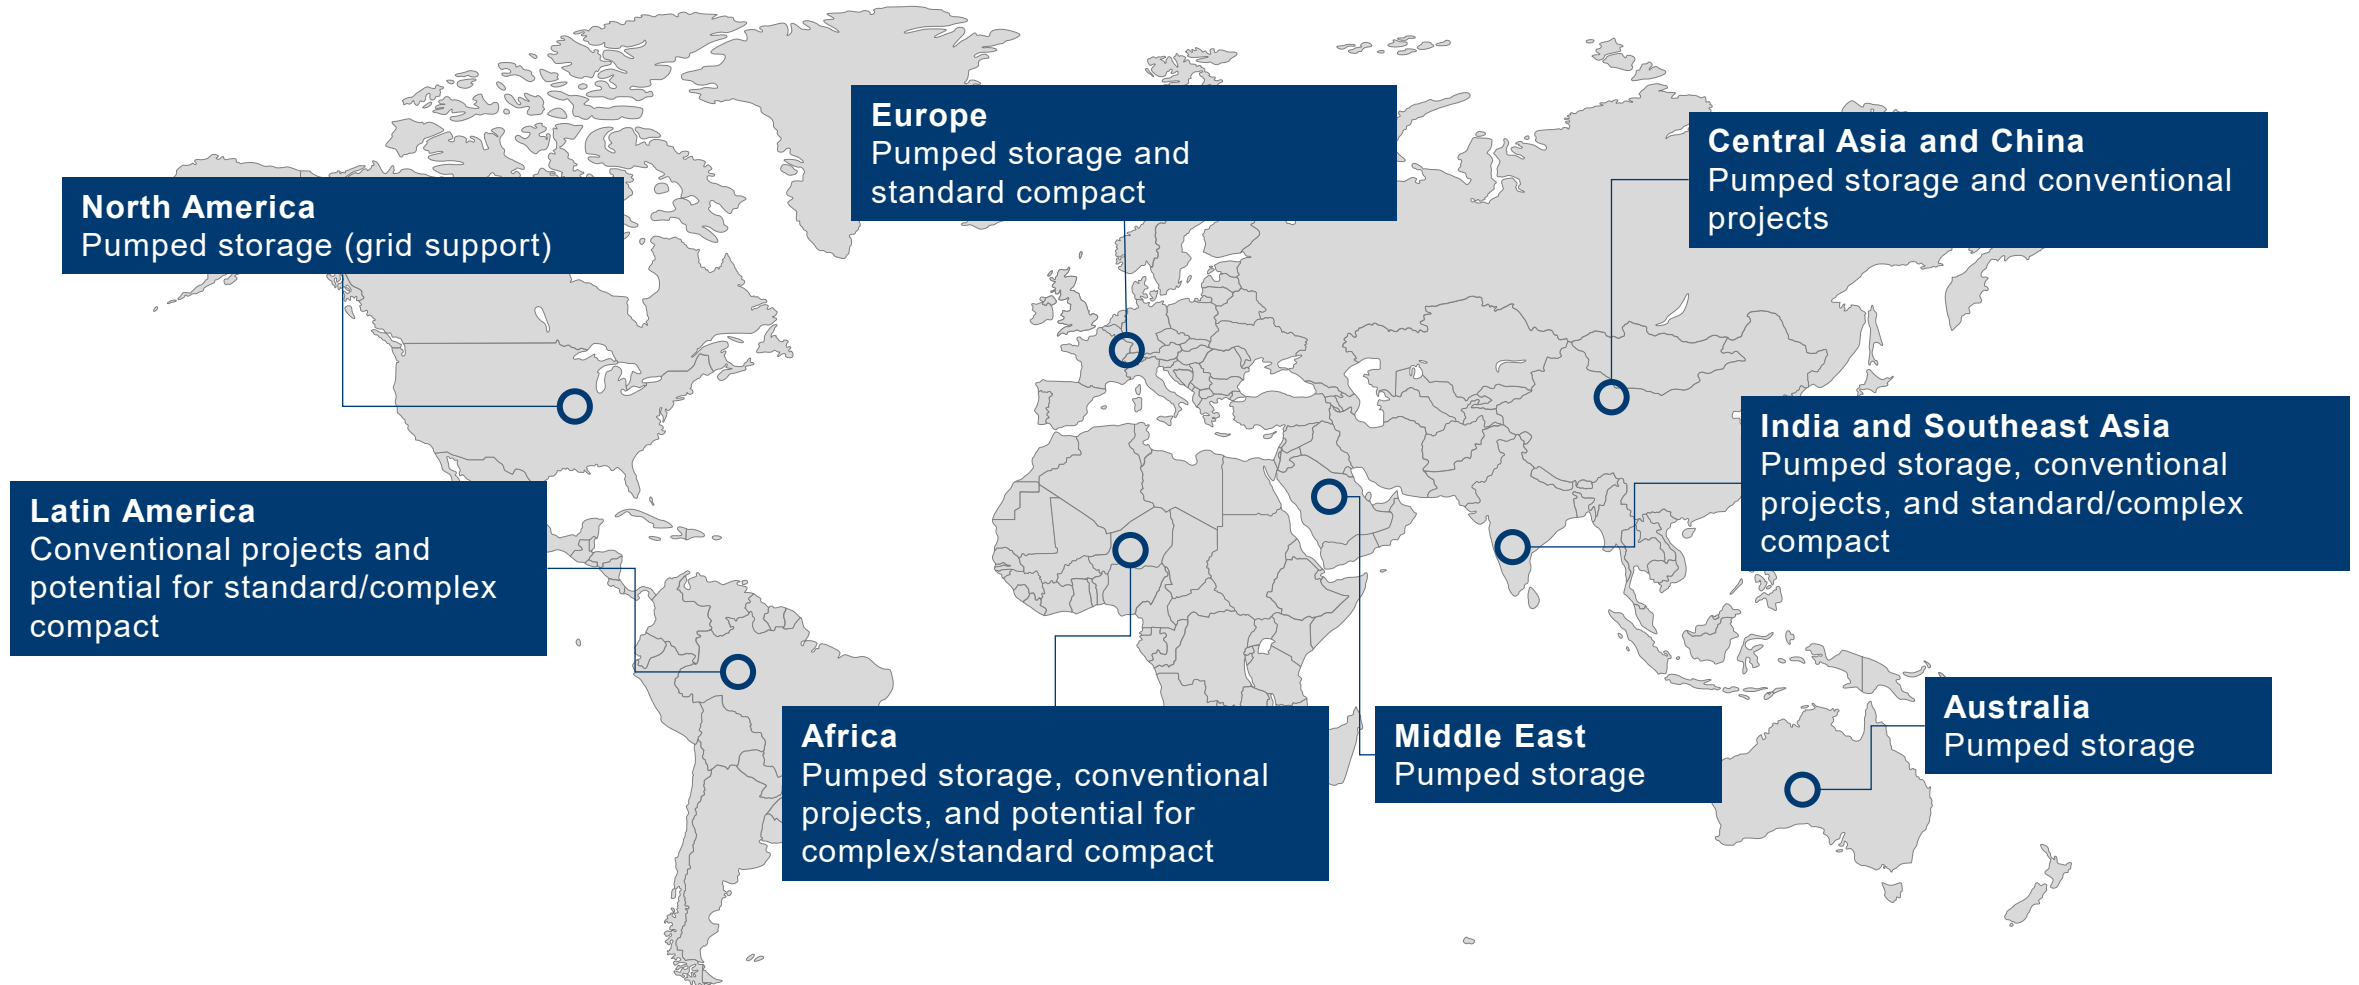 Europe
Pumped storage and
standard compact
Central Asia and China
Pumped storage and conventional
projects
North America
Pumped storage (grid support)
India and Southeast Asia
Pumped storage, conventional
projects, and standard/complex
compact
Latin America
Conventional projects and
potential for standard/complex
compact
Australia
Pumped storage
Africa
Pumped storage, conventional
projects, and potential for
complex/standard compact
Middle East
Pumped storage